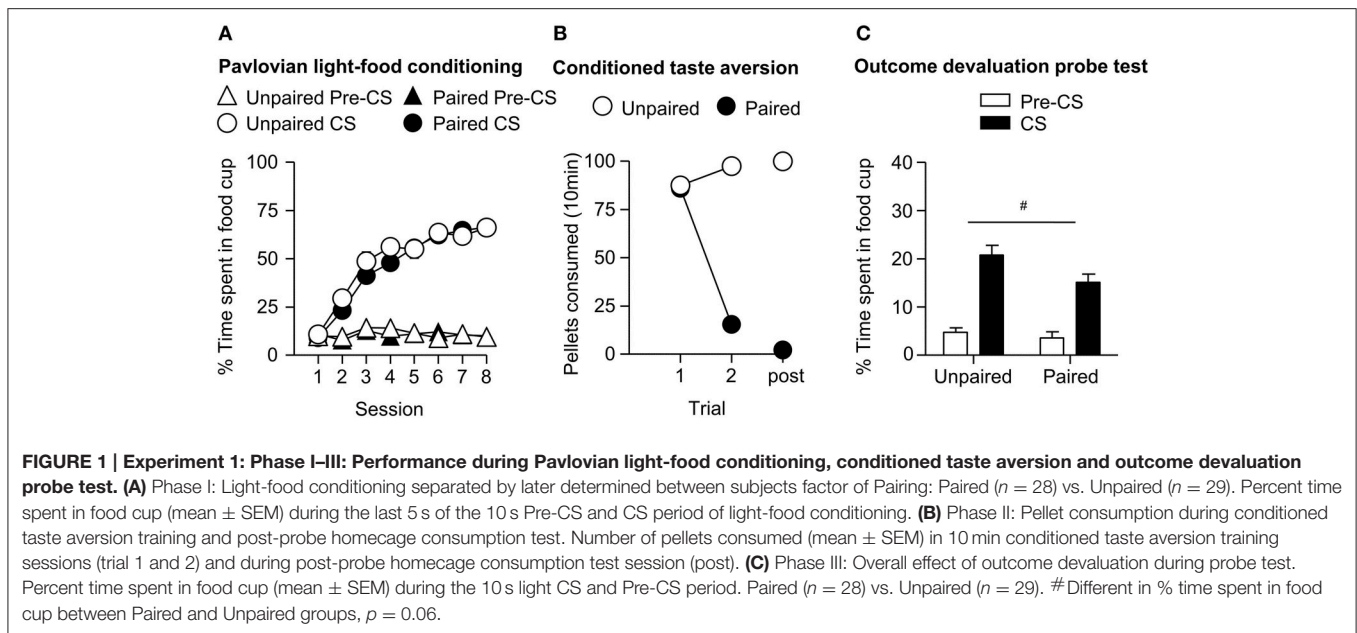 A
Pavlovian light-food conditioning
Unpaired Pre-CS Paired Pre-CS
Unpaired CS Paired CS
% Time spent in food cup
100
75
50
25
0
1 2 3 4 5 6 7 8
Session
B
Conditioned taste aversion
Unpaired Paired
Pellets consumed (10min)
100
75
50
25
0
1 2 post
Trial
C
Outcome devaluation probe test
Pre-CS
CS
% Time spent in food cup
40
30
20
10
0
#
Unpaired Paired
FIGURE 1 | Experiment 1: Phase I–III: Performance during Pavlovian light-food conditioning, conditioned taste aversion and outcome devaluation
probe test. (A) Phase I: Light-food conditioning separated by later determined between subjects factor of Pairing: Paired (n = 28) vs. Unpaired (n = 29). Percent time
spent in food cup (mean ± SEM) during the last 5 s of the 10 s Pre-CS and CS period of light-food conditioning. (B) Phase II: Pellet consumption during conditioned
taste aversion training and post-probe homecage consumption test. Number of pellets consumed (mean ± SEM) in 10 min conditioned taste aversion training
sessions (trial 1 and 2) and during post-probe homecage consumption test session (post). (C) Phase III: Overall effect of outcome devaluation during probe test.
Percent time spent in food cup (mean ± SEM) during the 10 s light CS and Pre-CS period. Paired (n = 28) vs. Unpaired (n = 29). #Different in % time spent in food
cup between Paired and Unpaired groups, p = 0.06.